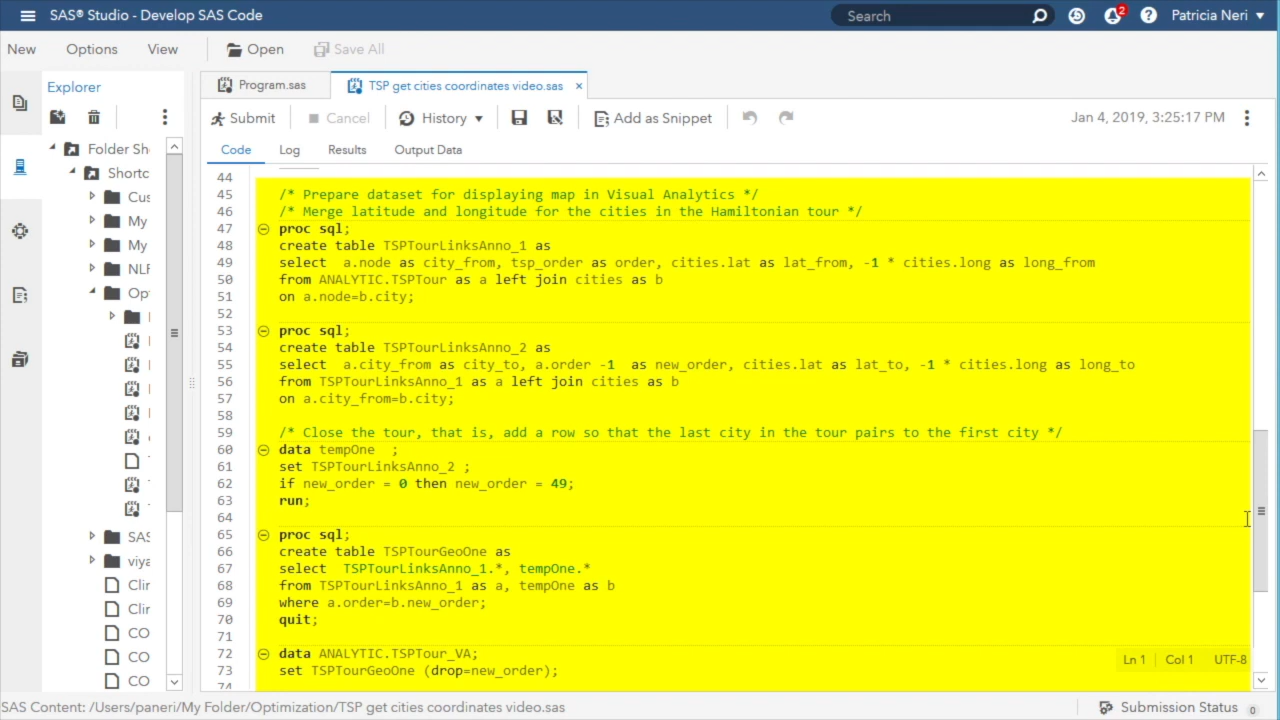 SAS® Studio - Develop SAS Code
Search
2
Patricia Neri
New Options View Open Save All
Explorer
Program.sas
TSP get cities coordinates video.sas ×
Submit Cancel History Add as Snippet
Jan 4, 2019, 3:25:17 PM
Code Log Results Output Data
Folder Sho
Shortc
Cus
My
My
NLF
Opt
SAS
viya
Clir
Clir
CO
CO
CO
44
45 /* Prepare dataset for displaying map in Visual Analytics */
46 /* Merge latitude and longitude for the cities in the Hamiltonian tour */
47 proc sql;
48 create table TSPTourLinksAnno_1 as
49 select  a.node as city_from, tsp_order as order, cities.lat as lat_from, -1 * cities.long as long_from
50 from ANALYTIC.TSPTour as a left join cities as b
51 on a.node=b.city;
52
53 proc sql;
54 create table TSPTourLinksAnno_2 as
55 select  a.city_from as city_to, a.order -1  as new_order, cities.lat as lat_to, -1 * cities.long as long_to
56 from TSPTourLinksAnno_1 as a left join cities as b
57 on a.city_from=b.city;
58
59 /* Close the tour, that is, add a row so that the last city in the tour pairs to the first city */
60 data tempOne  ;
61 set TSPTourLinksAnno_2 ;
62 if new_order = 0 then new_order = 49;
63 run;
64
65 proc sql;
66 create table TSPTourGeoOne as
67 select  TSPTourLinksAnno_1.*, tempOne.*
68 from TSPTourLinksAnno_1 as a, tempOne as b
69 where a.order=b.new_order;
70 quit;
71
72 data ANALYTIC.TSPTour_VA;
73 set TSPTourGeoOne (drop=new_order);
74
Ln 1 Col 1 UTF-8
SAS Content: /Users/paneri/My Folder/Optimization/TSP get cities coordinates video.sas
Submission Status 0